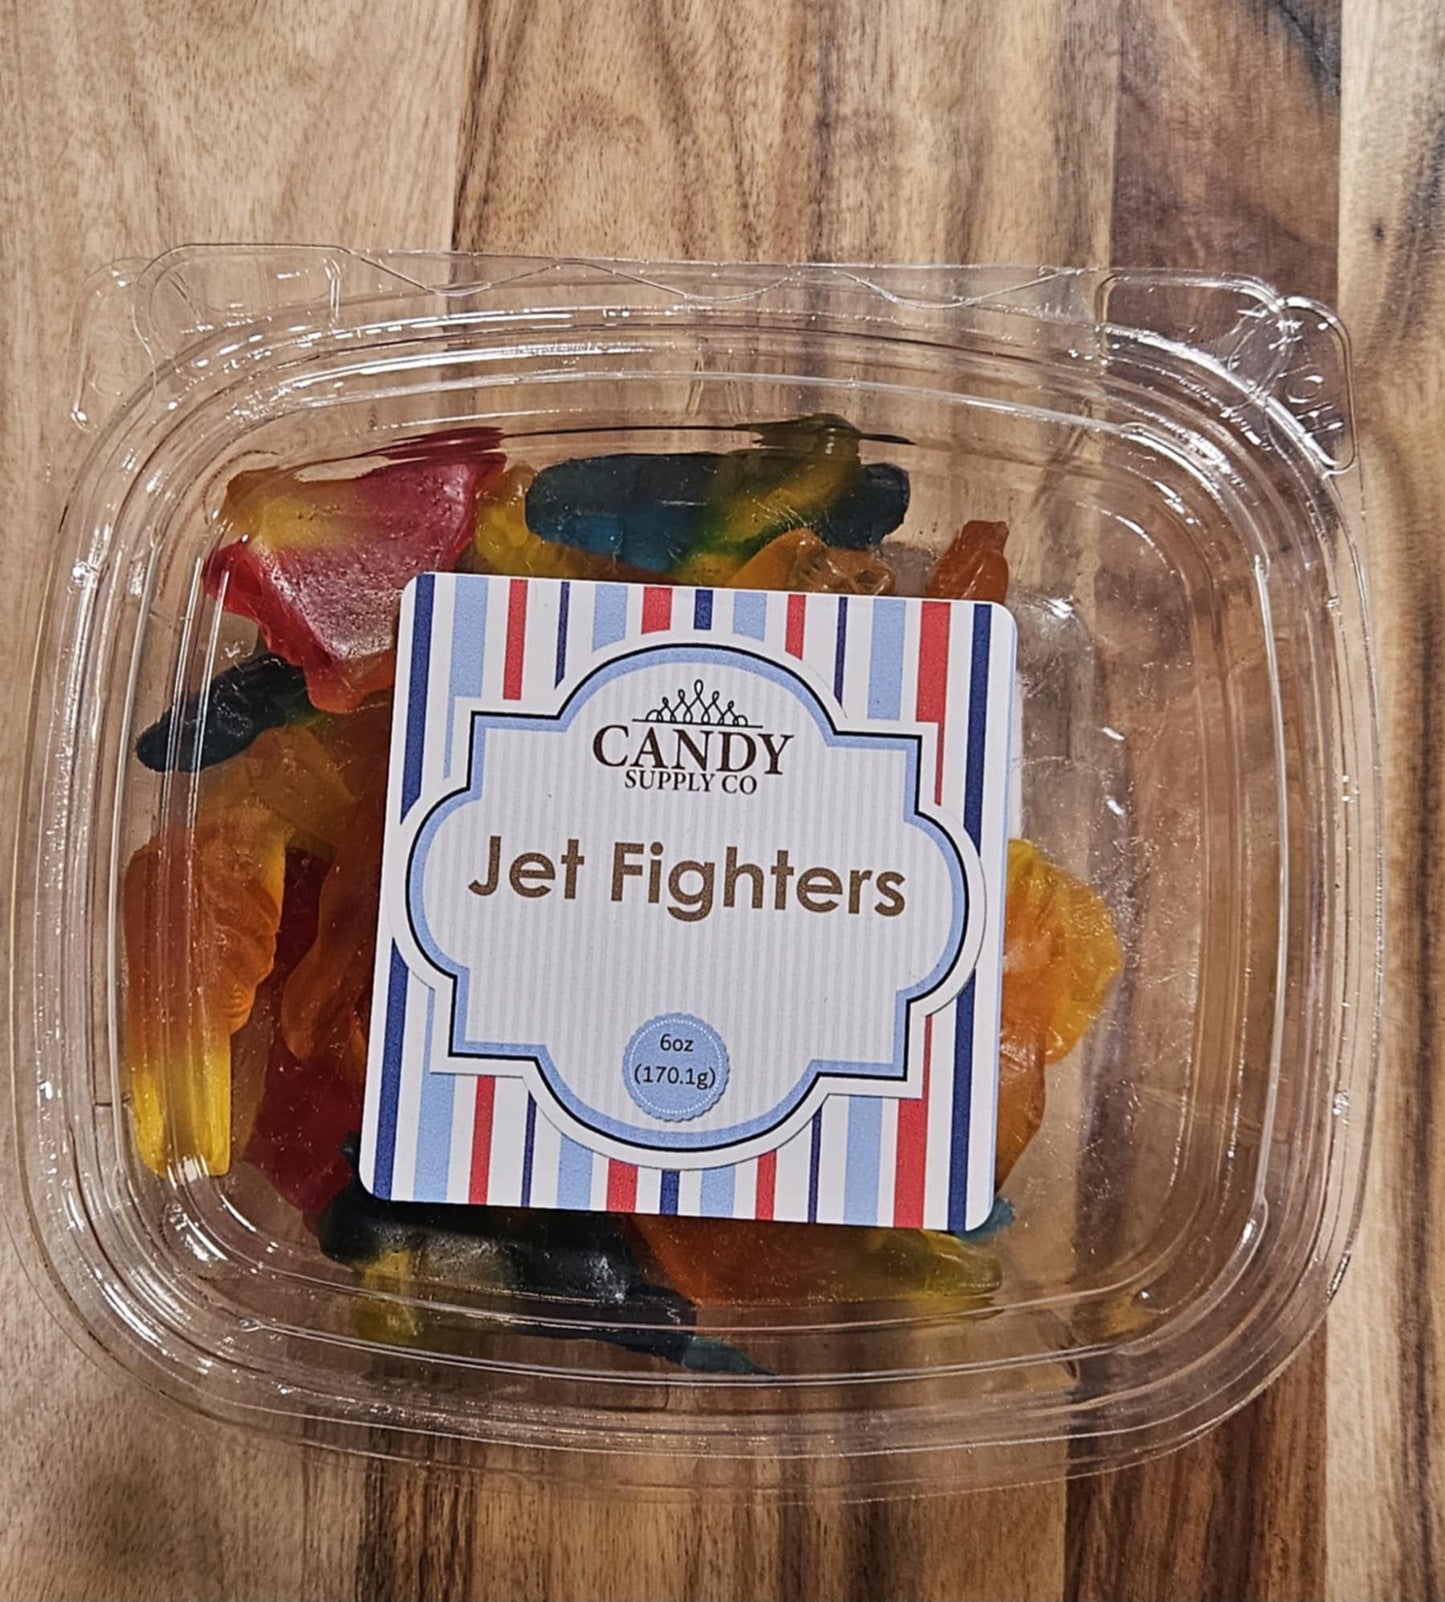 CANDY
SUPPLY CO
Jet Fighters
6oz
(170.1g)